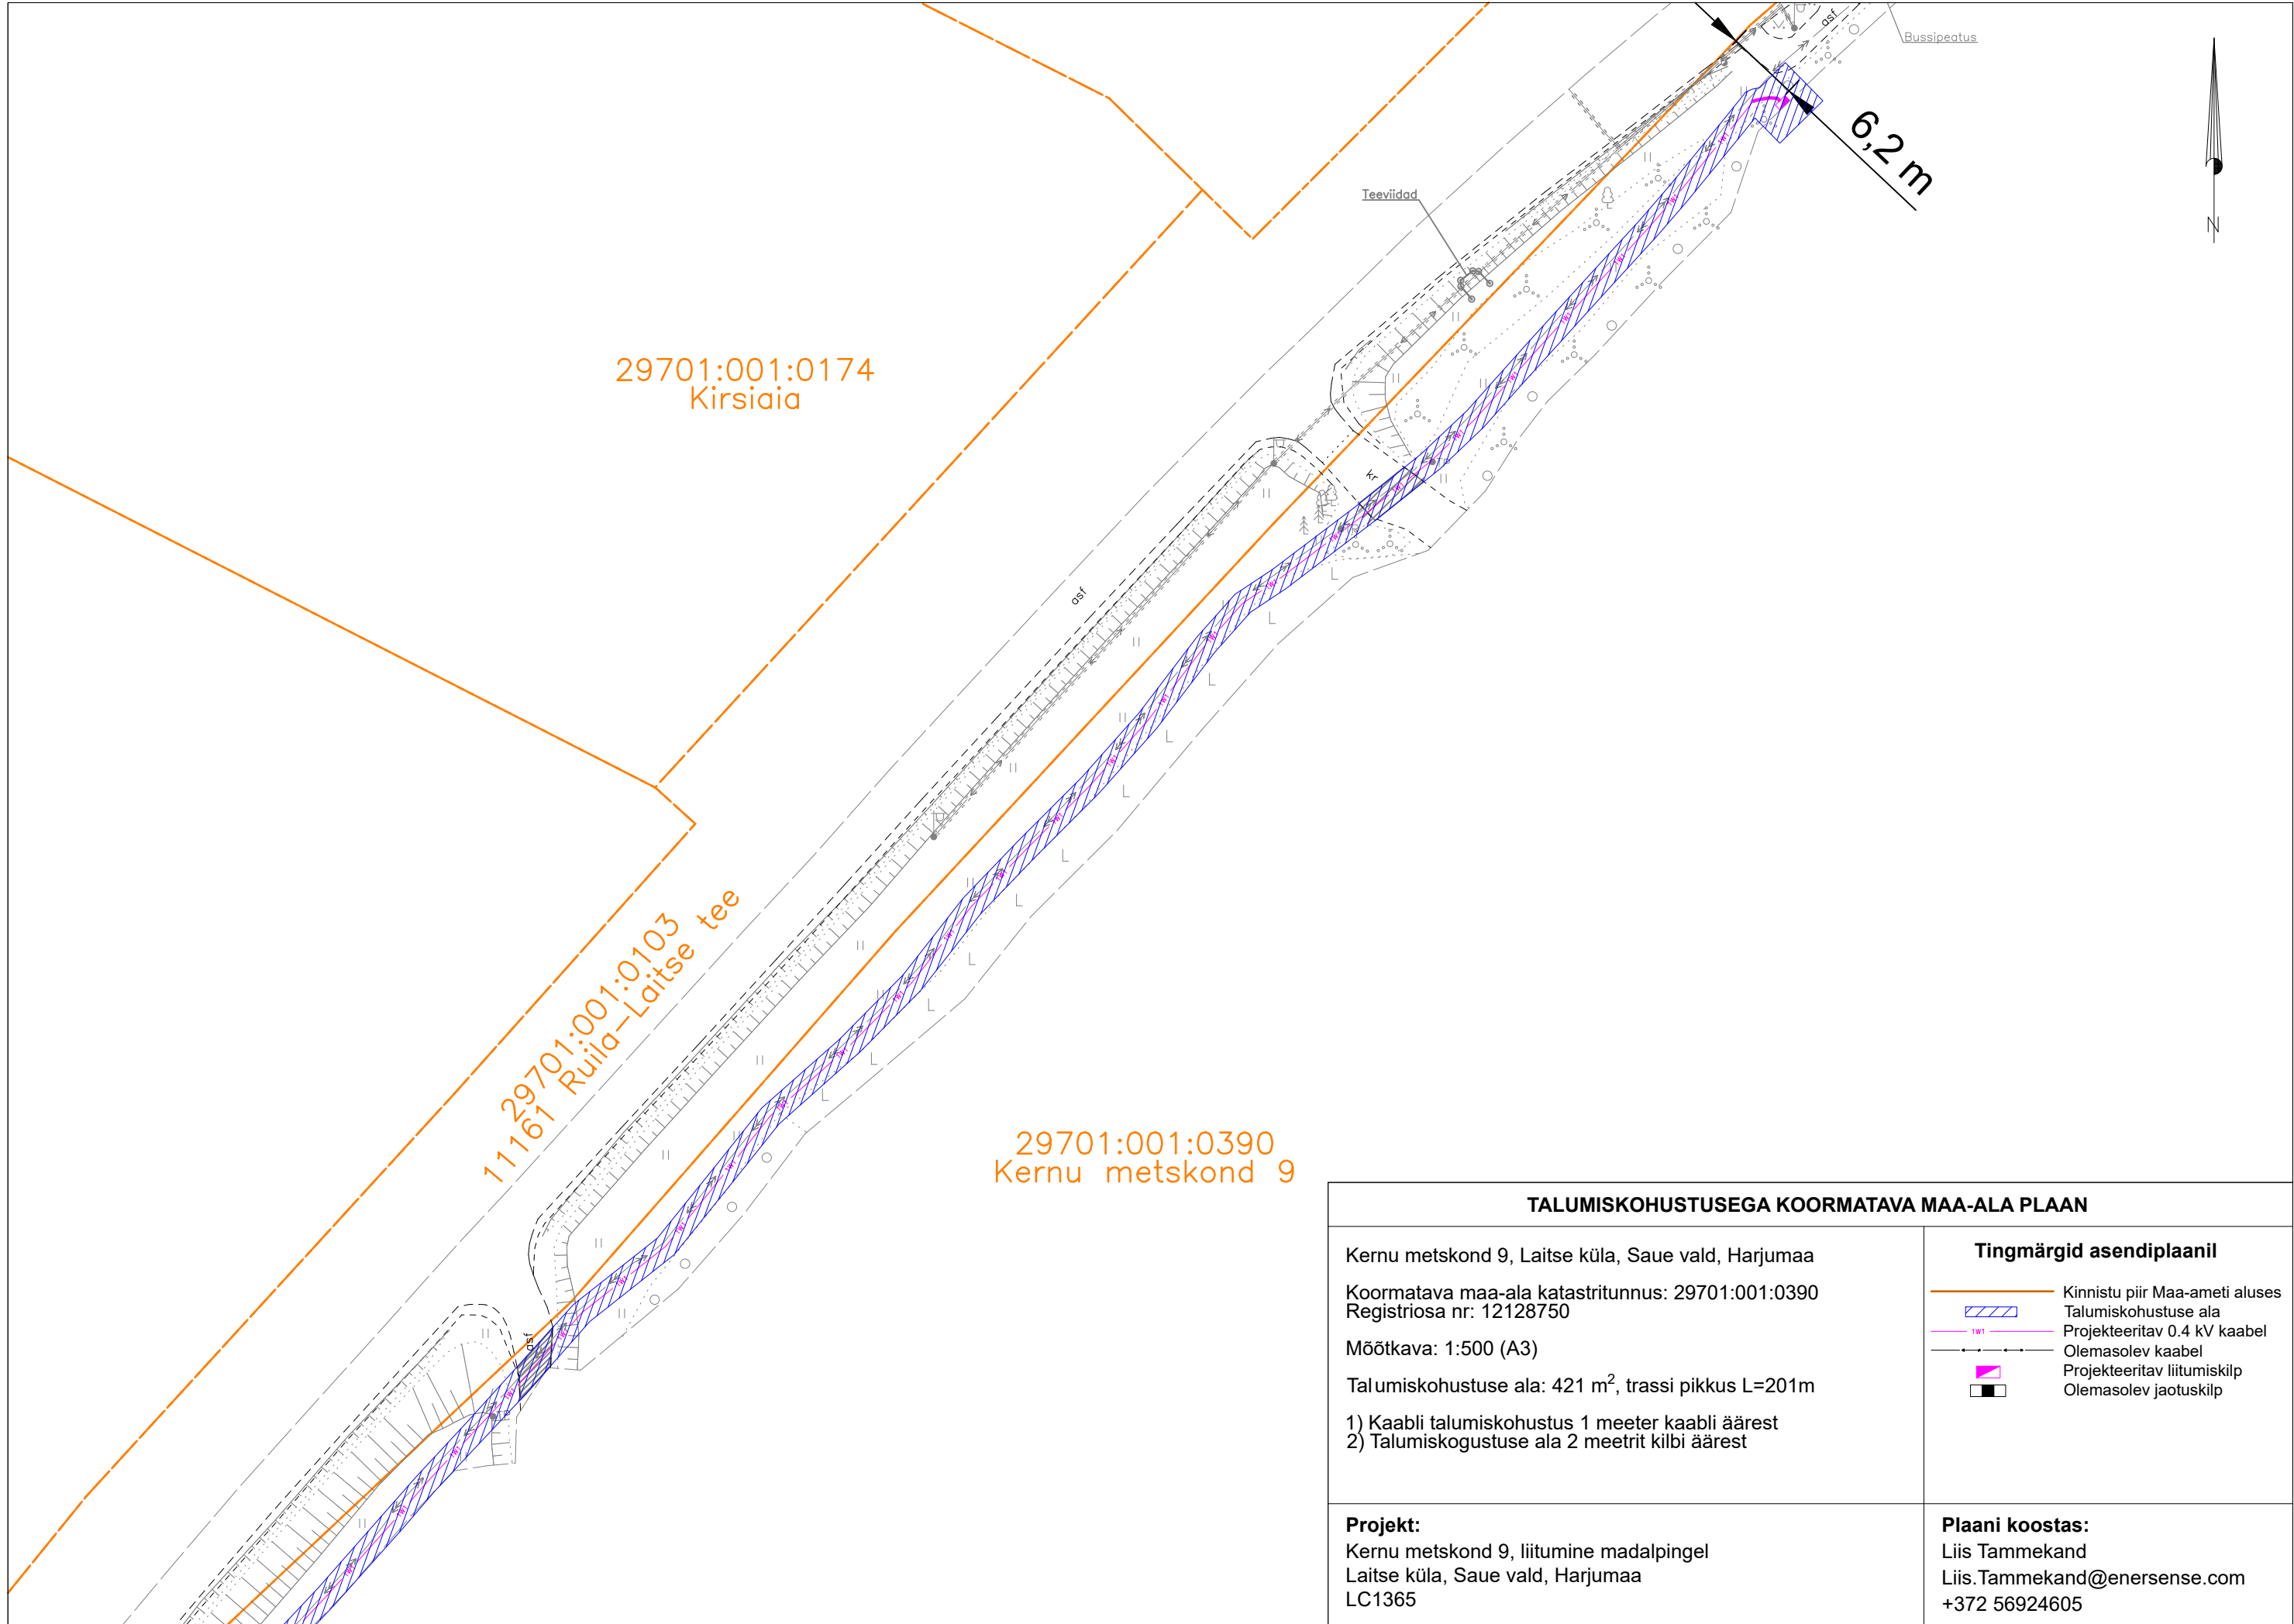 Bussipeatus
asf
6,2 m
N
Teeviidad
29701:001:0174
Kirsiaia
kr
asf
29701:001:0103
11161 Ruila-Laitse tee
29701:001:0390
Kernu metskond 9
asf
TALUMISKOHUSTUSEGA KOORMATAVA MAA-ALA PLAAN
Kernu metskond 9, Laitse küla, Saue vald, Harjumaa
Koormatava maa-ala katastritunnus: 29701:001:0390
Registriosa nr: 12128750
Mõõtkava: 1:500 (A3)
Talumiskohustuse ala: 421 m², trassi pikkus L=201m
1) Kaabli talumiskohustus 1 meeter kaabli äärest
2) Talumiskogustuse ala 2 meetrit kilbi äärest
Tingmärgid asendiplaanil
Kinnistu piir Maa-ameti aluses
Talumiskohustuse ala
1W1 Projekteeritav 0.4 kV kaabel
Olemasolev kaabel
Projekteeritav liitumiskilp
Olemasolev jaotuskilp
Projekt:
Kernu metskond 9, liitumine madalpingel
Laitse küla, Saue vald, Harjumaa
LC1365
Plaani koostas:
Liis Tammekand
Liis.Tammekand@enersense.com
+372 56924605